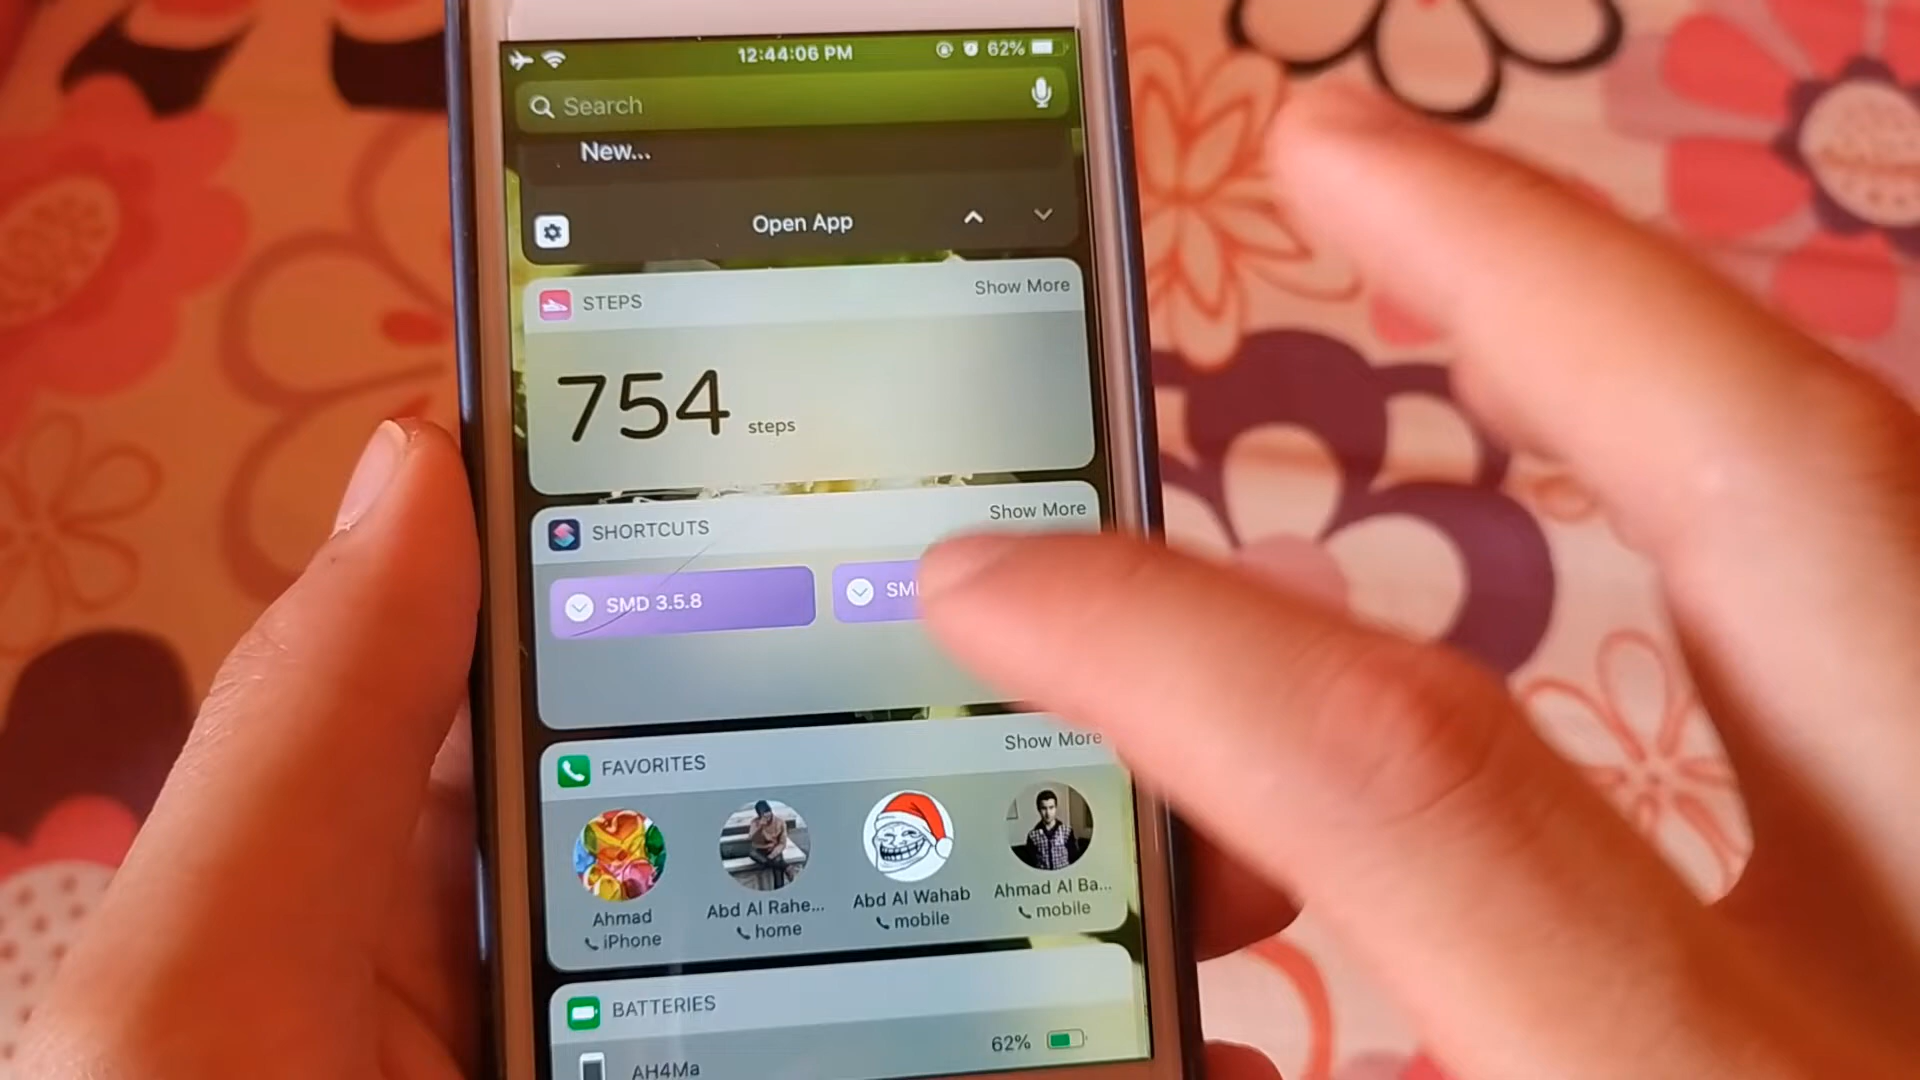 12:44:06 PM 62%
Search
New...
Open App
STEPS Show More
754 steps
SHORTCUTS Show More
SMD 3.5.8
FAVORITES Show More
Ahmad
iPhone
Abd Al Rahe...
home
Abd Al Wahab
mobile
Ahmad Al Ba...
mobile
BATTERIES
AH4Ma 62%